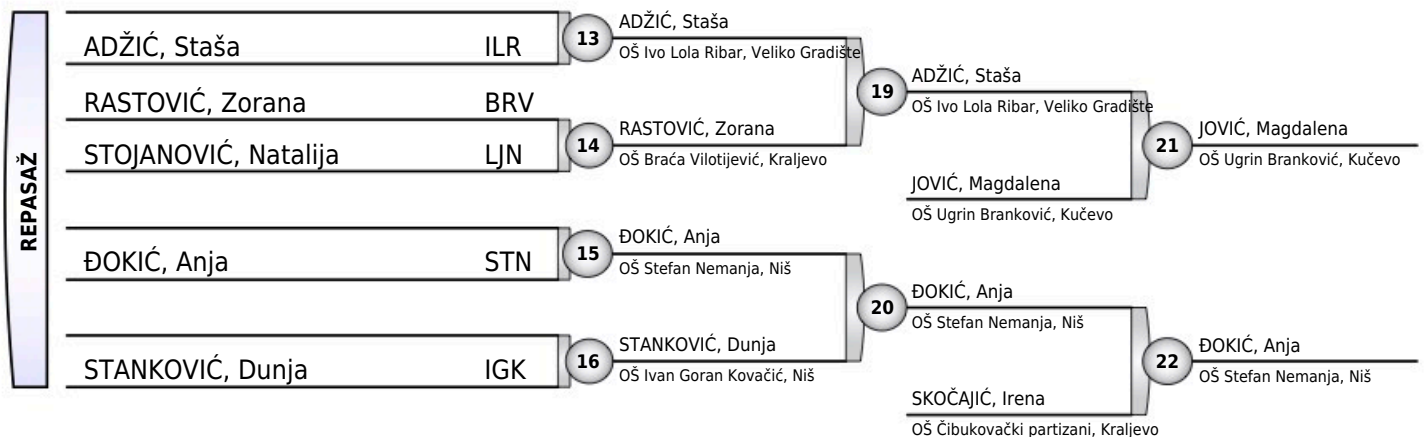 REPASAŽ
ADŽIĆ, Staša ILR
RASTOVIĆ, Zorana BRV
STOJANOVIĆ, Natalija LJN
ĐOKIĆ, Anja STN
STANKOVIĆ, Dunja IGK
13
ADŽIĆ, Staša
OŠ Ivo Lola Ribar, Veliko Gradište
14
RASTOVIĆ, Zorana
OŠ Braća Vilotijević, Kraljevo
15
ĐOKIĆ, Anja
OŠ Stefan Nemanja, Niš
16
STANKOVIĆ, Dunja
OŠ Ivan Goran Kovačić, Niš
19
ADŽIĆ, Staša
OŠ Ivo Lola Ribar, Veliko Gradište
JOVIĆ, Magdalena
OŠ Ugrin Branković, Kučevo
20
ĐOKIĆ, Anja
OŠ Stefan Nemanja, Niš
SKOČAJIĆ, Irena
OŠ Čibukovački partizani, Kraljevo
21
JOVIĆ, Magdalena
OŠ Ugrin Branković, Kučevo
22
ĐOKIĆ, Anja
OŠ Stefan Nemanja, Niš